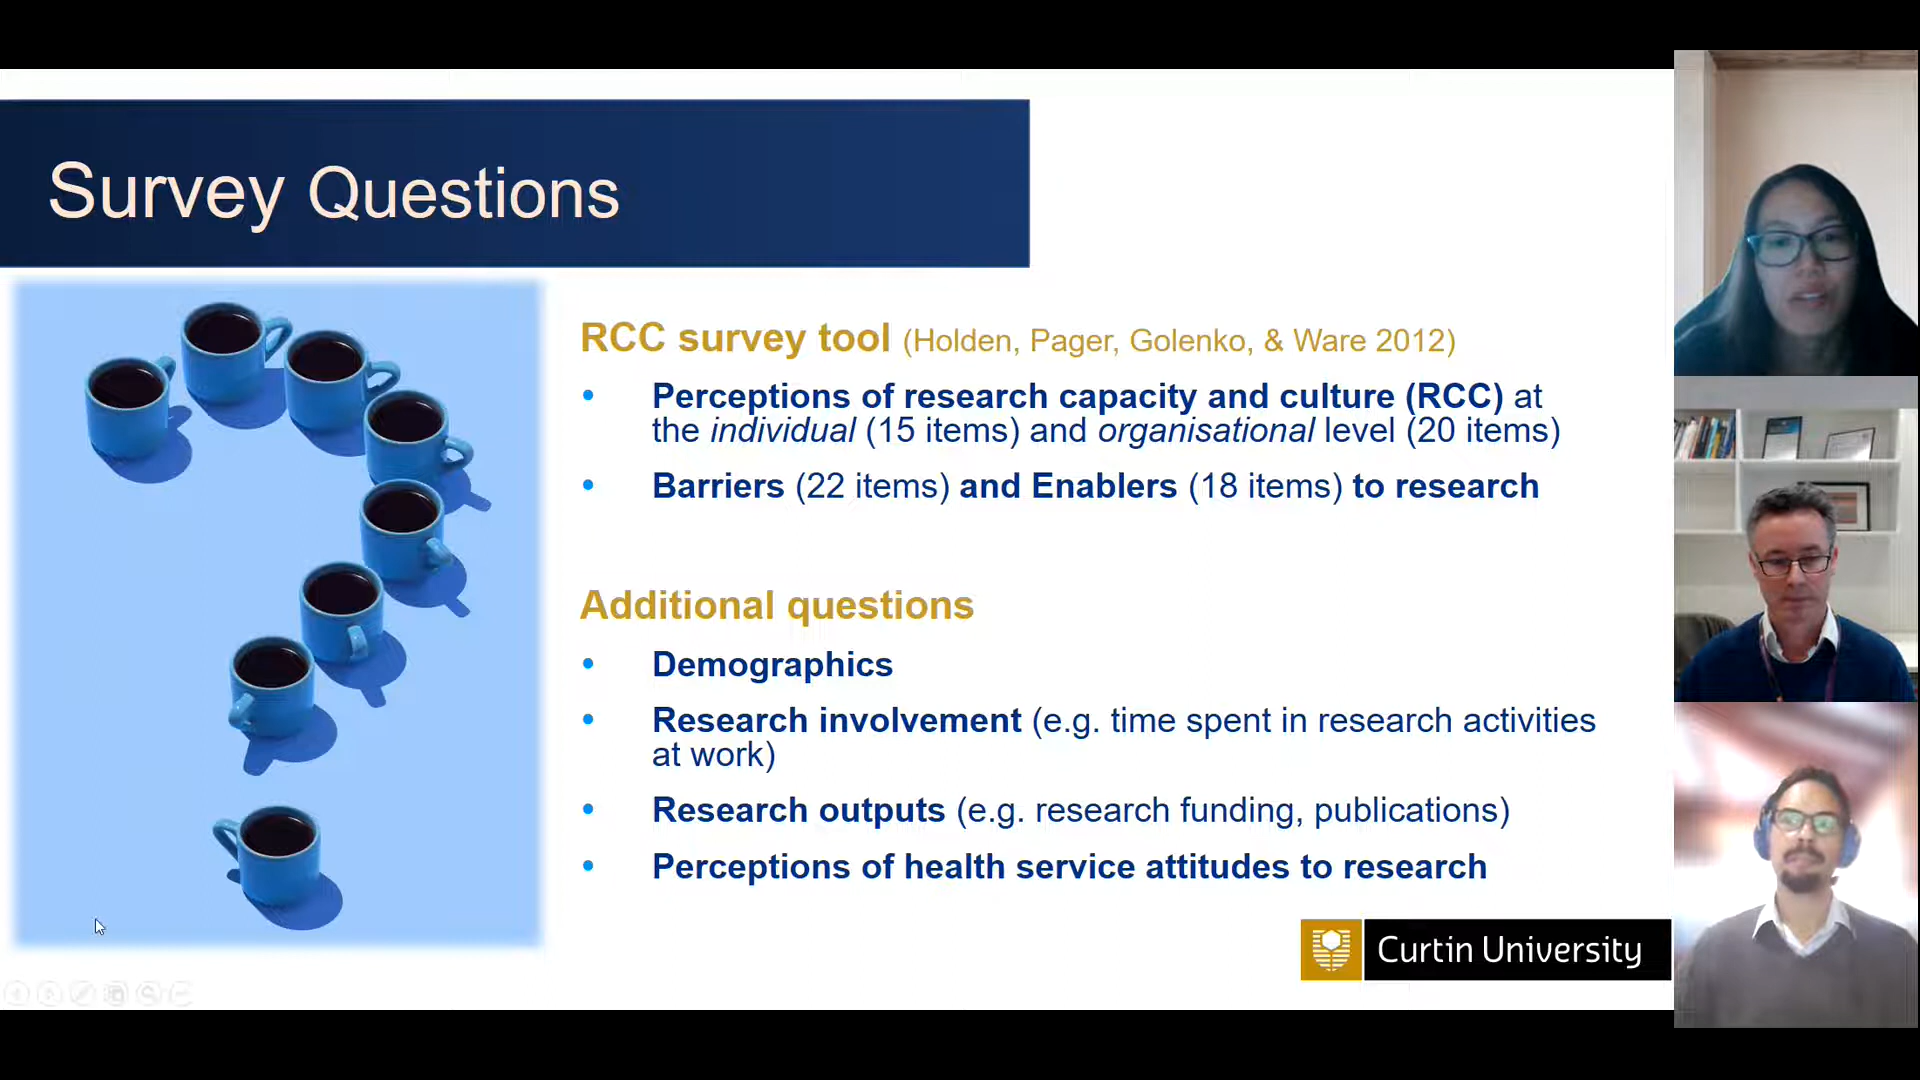 Survey Questions
RCC survey tool (Holden, Pager, Golenko, & Ware 2012)
• Perceptions of research capacity and culture (RCC) at
the individual (15 items) and organisational level (20 items)
• Barriers (22 items) and Enablers (18 items) to research
Additional questions
• Demographics
• Research involvement (e.g. time spent in research activities
at work)
• Research outputs (e.g. research funding, publications)
• Perceptions of health service attitudes to research
Curtin University